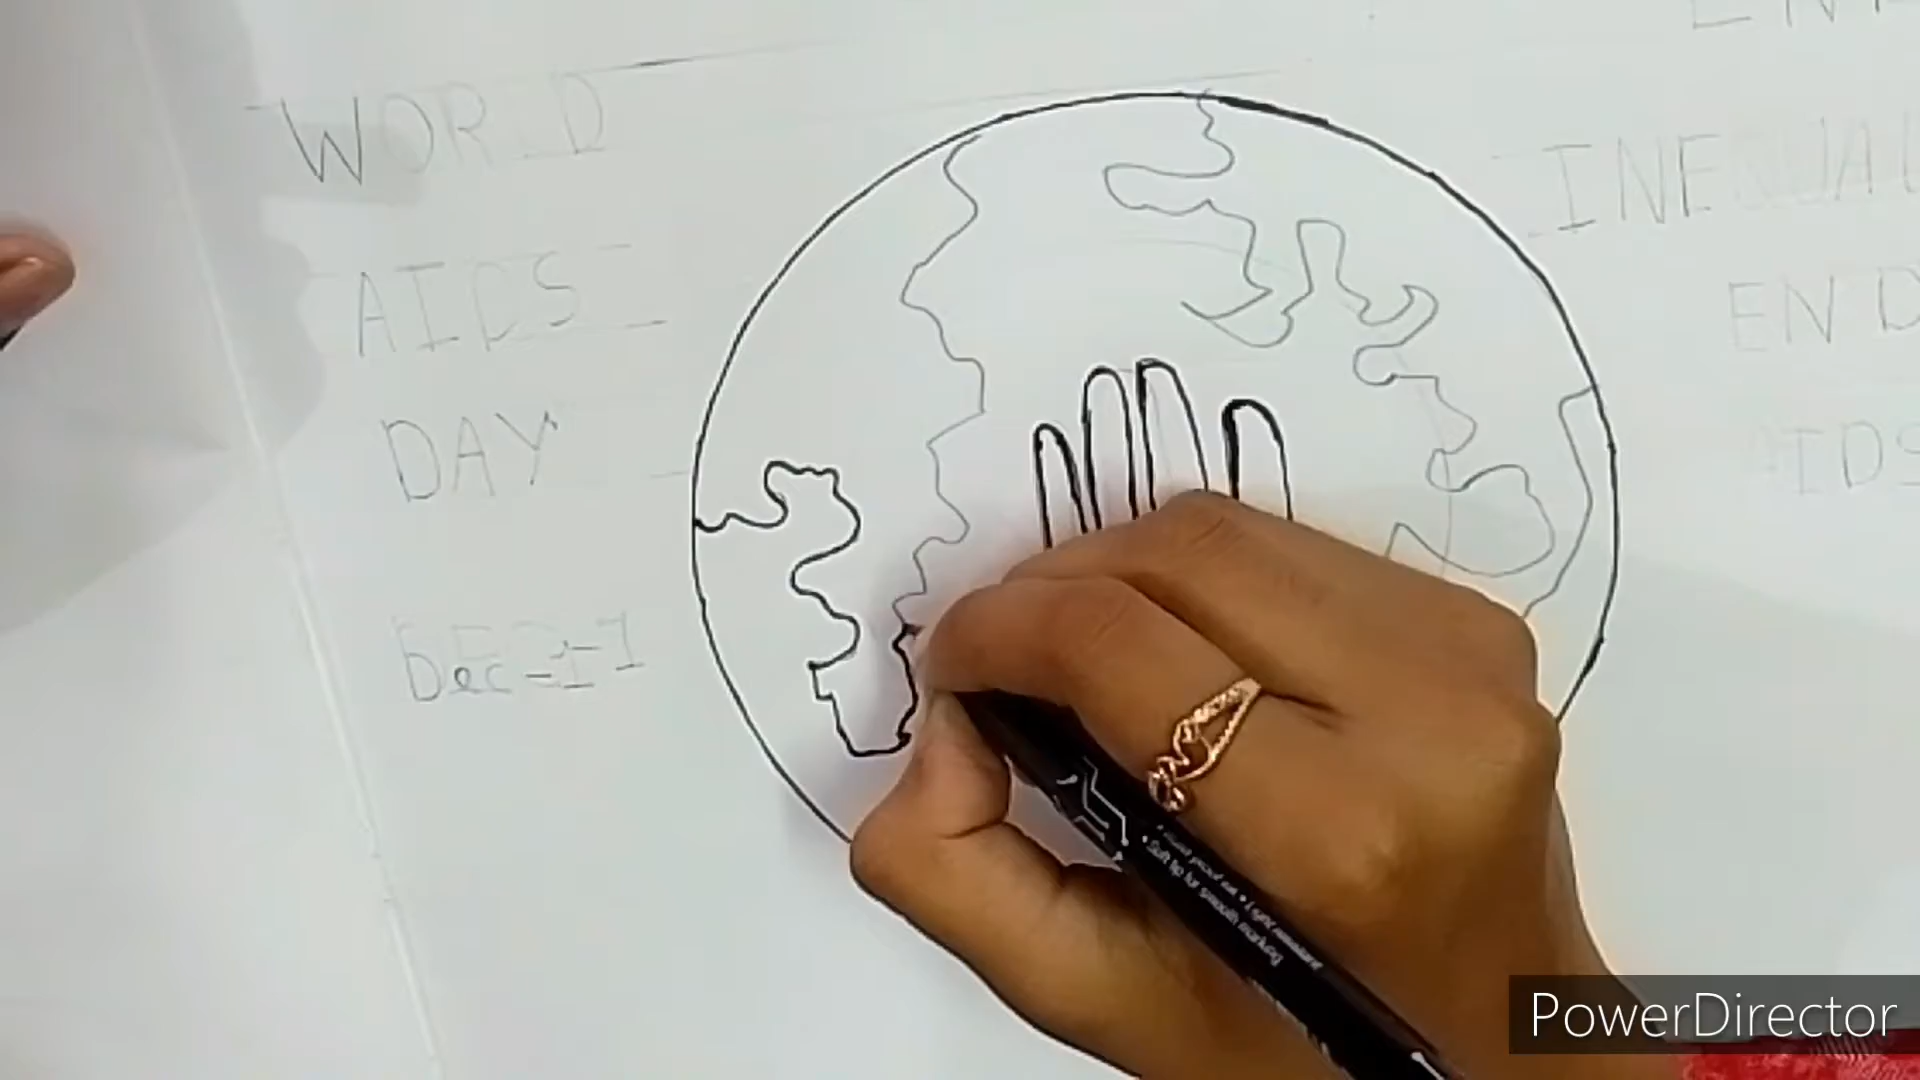 WORLD
AIDS
DAY
Dec-1
INEQUAL
END
AIDS
PowerDirector